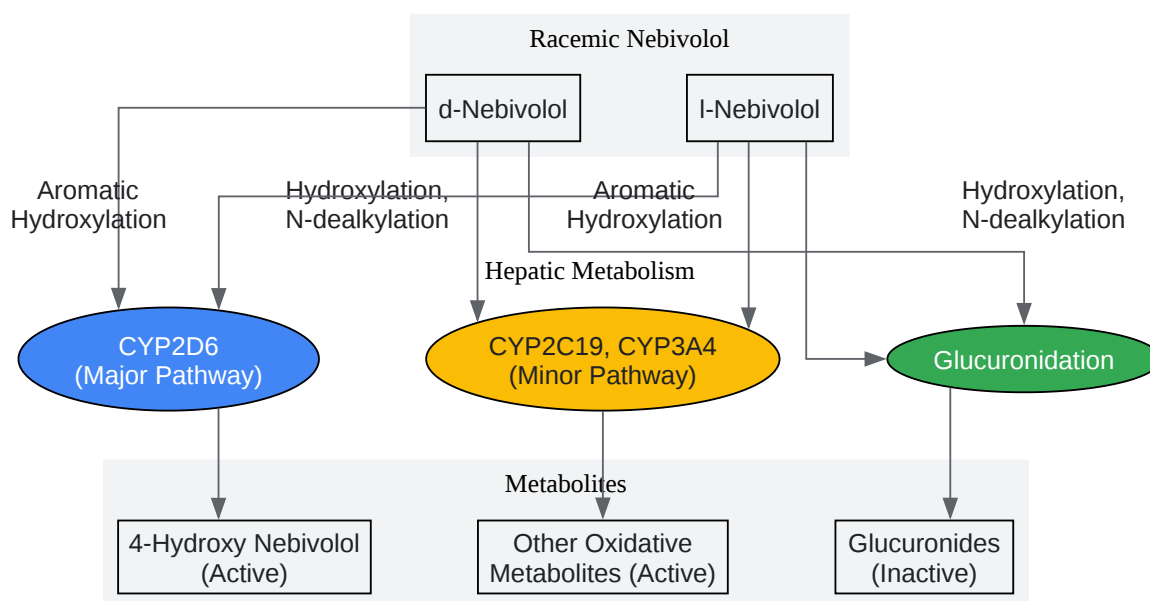 Racemic Nebivolol
d-Nebivolol
l-Nebivolol
Aromatic
Hydroxylation
Hydroxylation,
N-dealkylation
Aromatic
Hydroxylation
Hydroxylation,
N-dealkylation
Hepatic Metabolism
CYP2D6
(Major Pathway)
CYP2C19, CYP3A4
(Minor Pathway)
Glucuronidation
Metabolites
4-Hydroxy Nebivolol
(Active)
Other Oxidative
Metabolites (Active)
Glucuronides
(Inactive)